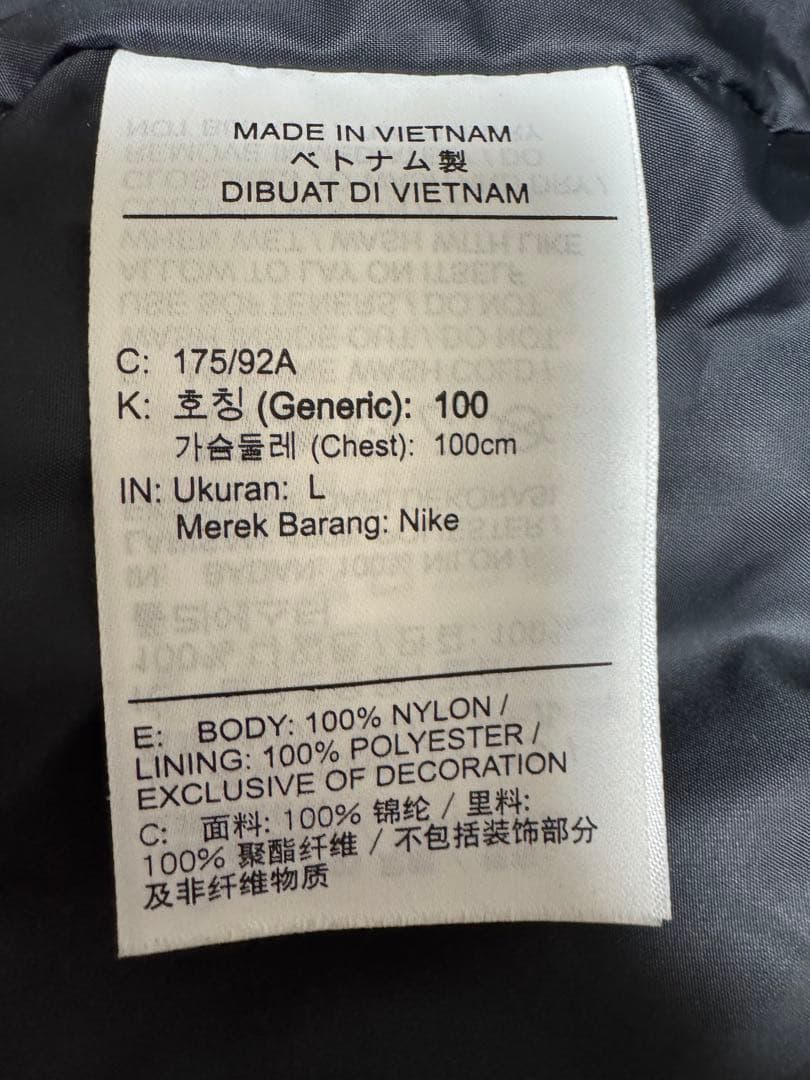 MADE IN VIETNAM
ベトナム製
DIBUAT DI VIETNAM
C: 175/92A
K: 호칭 (Generic): 100
가슴둘레 (Chest): 100cm
IN: Ukuran: L
Merek Barang: Nike
E: BODY: 100% NYLON /
LINING: 100% POLYESTER /
EXCLUSIVE OF DECORATION
C: 面料: 100% 锦纶 / 里料:
100% 聚酯纤维 / 不包括装饰部分
及非纤维物质